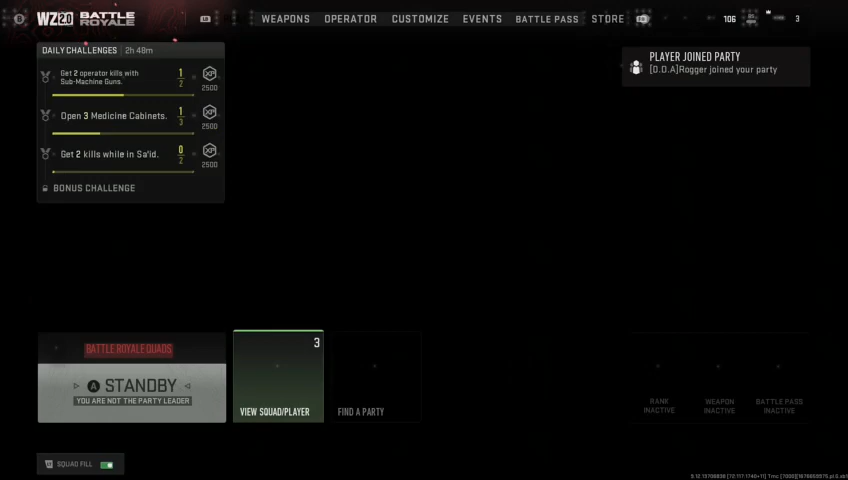 B WZ2.0 BATTLE ROYALE LB WEAPONS OPERATOR CUSTOMIZE EVENTS BATTLE PASS STORE 106 3
DAILY CHALLENGES | 2h 48m
PLAYER JOINED PARTY
[D.D.A]Rogger joined your party
Get 2 operator kills with
Sub-Machine Guns.
1
2
XP
2500
Open 3 Medicine Cabinets.
1
3
XP
2500
Get 2 kills while in Sa'id.
0
2
XP
2500
BONUS CHALLENGE
BATTLE ROYALE QUADS
A STANDBY
YOU ARE NOT THE PARTY LEADER
3
VIEW SQUAD/PLAYER
FIND A PARTY
RANK
INACTIVE
WEAPON
INACTIVE
BATTLE PASS
INACTIVE
SQUAD FILL